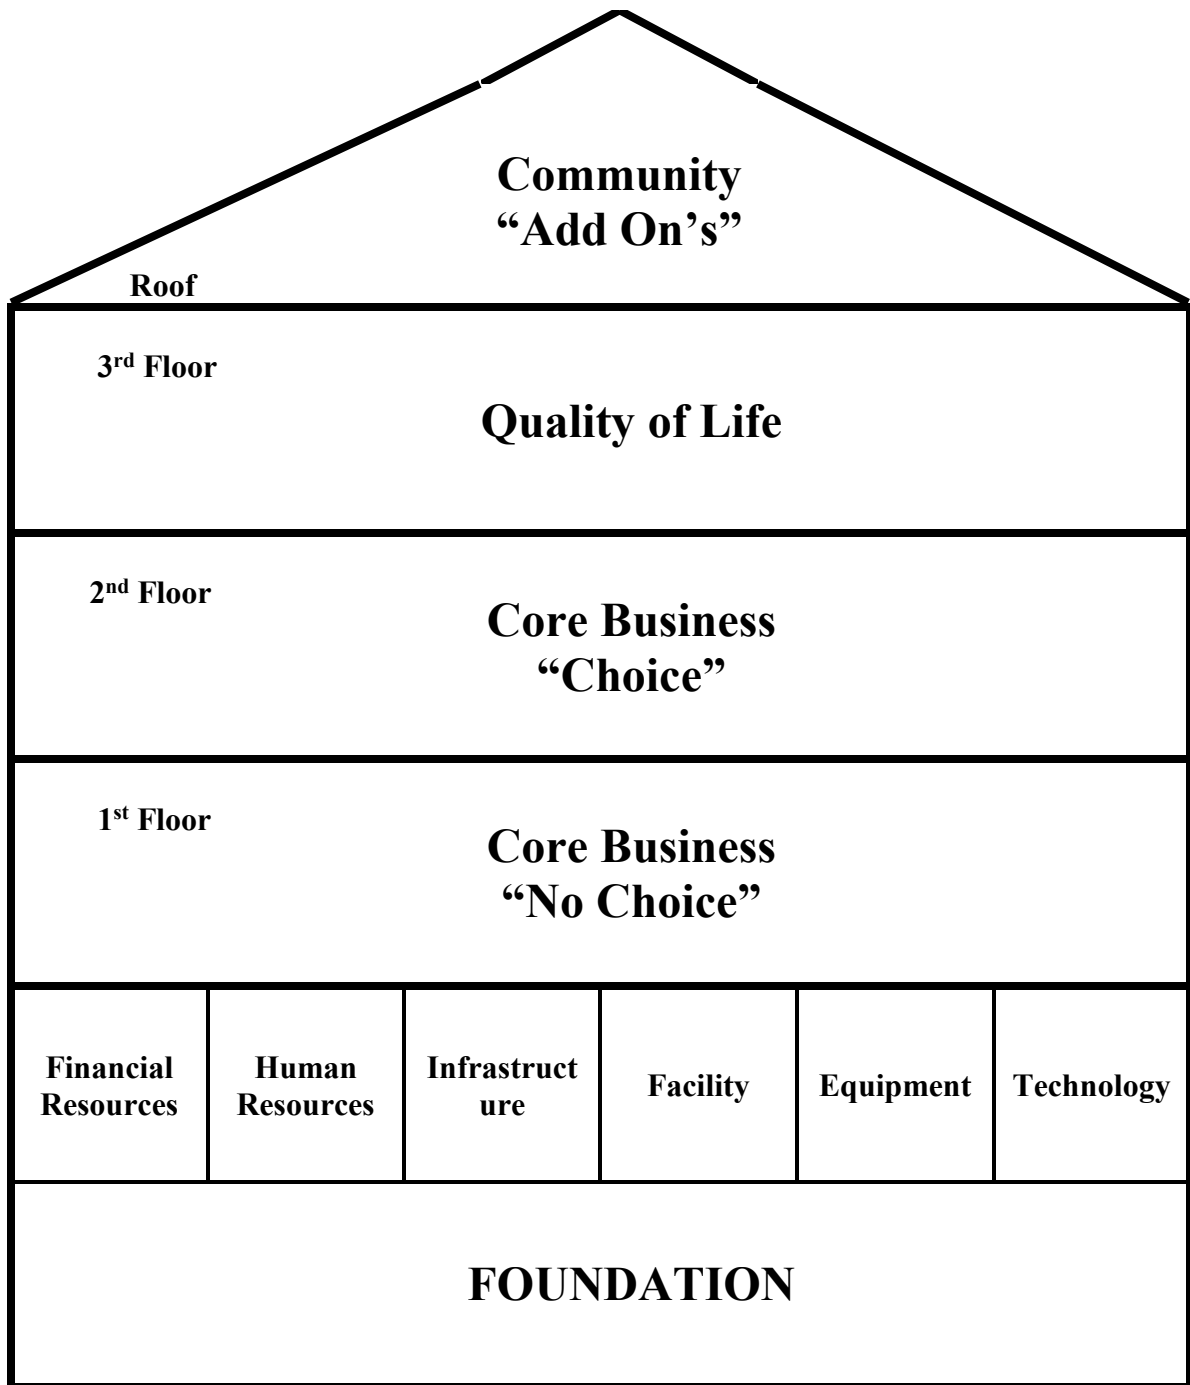 Community
“Add On’s”
Roof
3rd Floor
Quality of Life
2nd Floor
Core Business
“Choice”
1st Floor
Core Business
“No Choice”
Financial
Resources
Human
Resources
Infrastruct
ure
Facility
Equipment
Technology
FOUNDATION